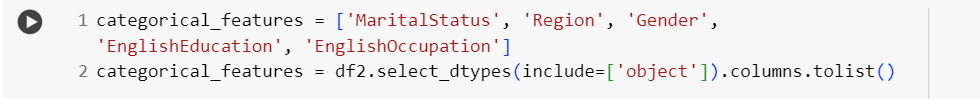 1 categorical_features = ['MaritalStatus', 'Region', 'Gender',
'EnglishEducation', 'EnglishOccupation']
2 categorical_features = df2.select_dtypes(include=['object']).columns.tolist()